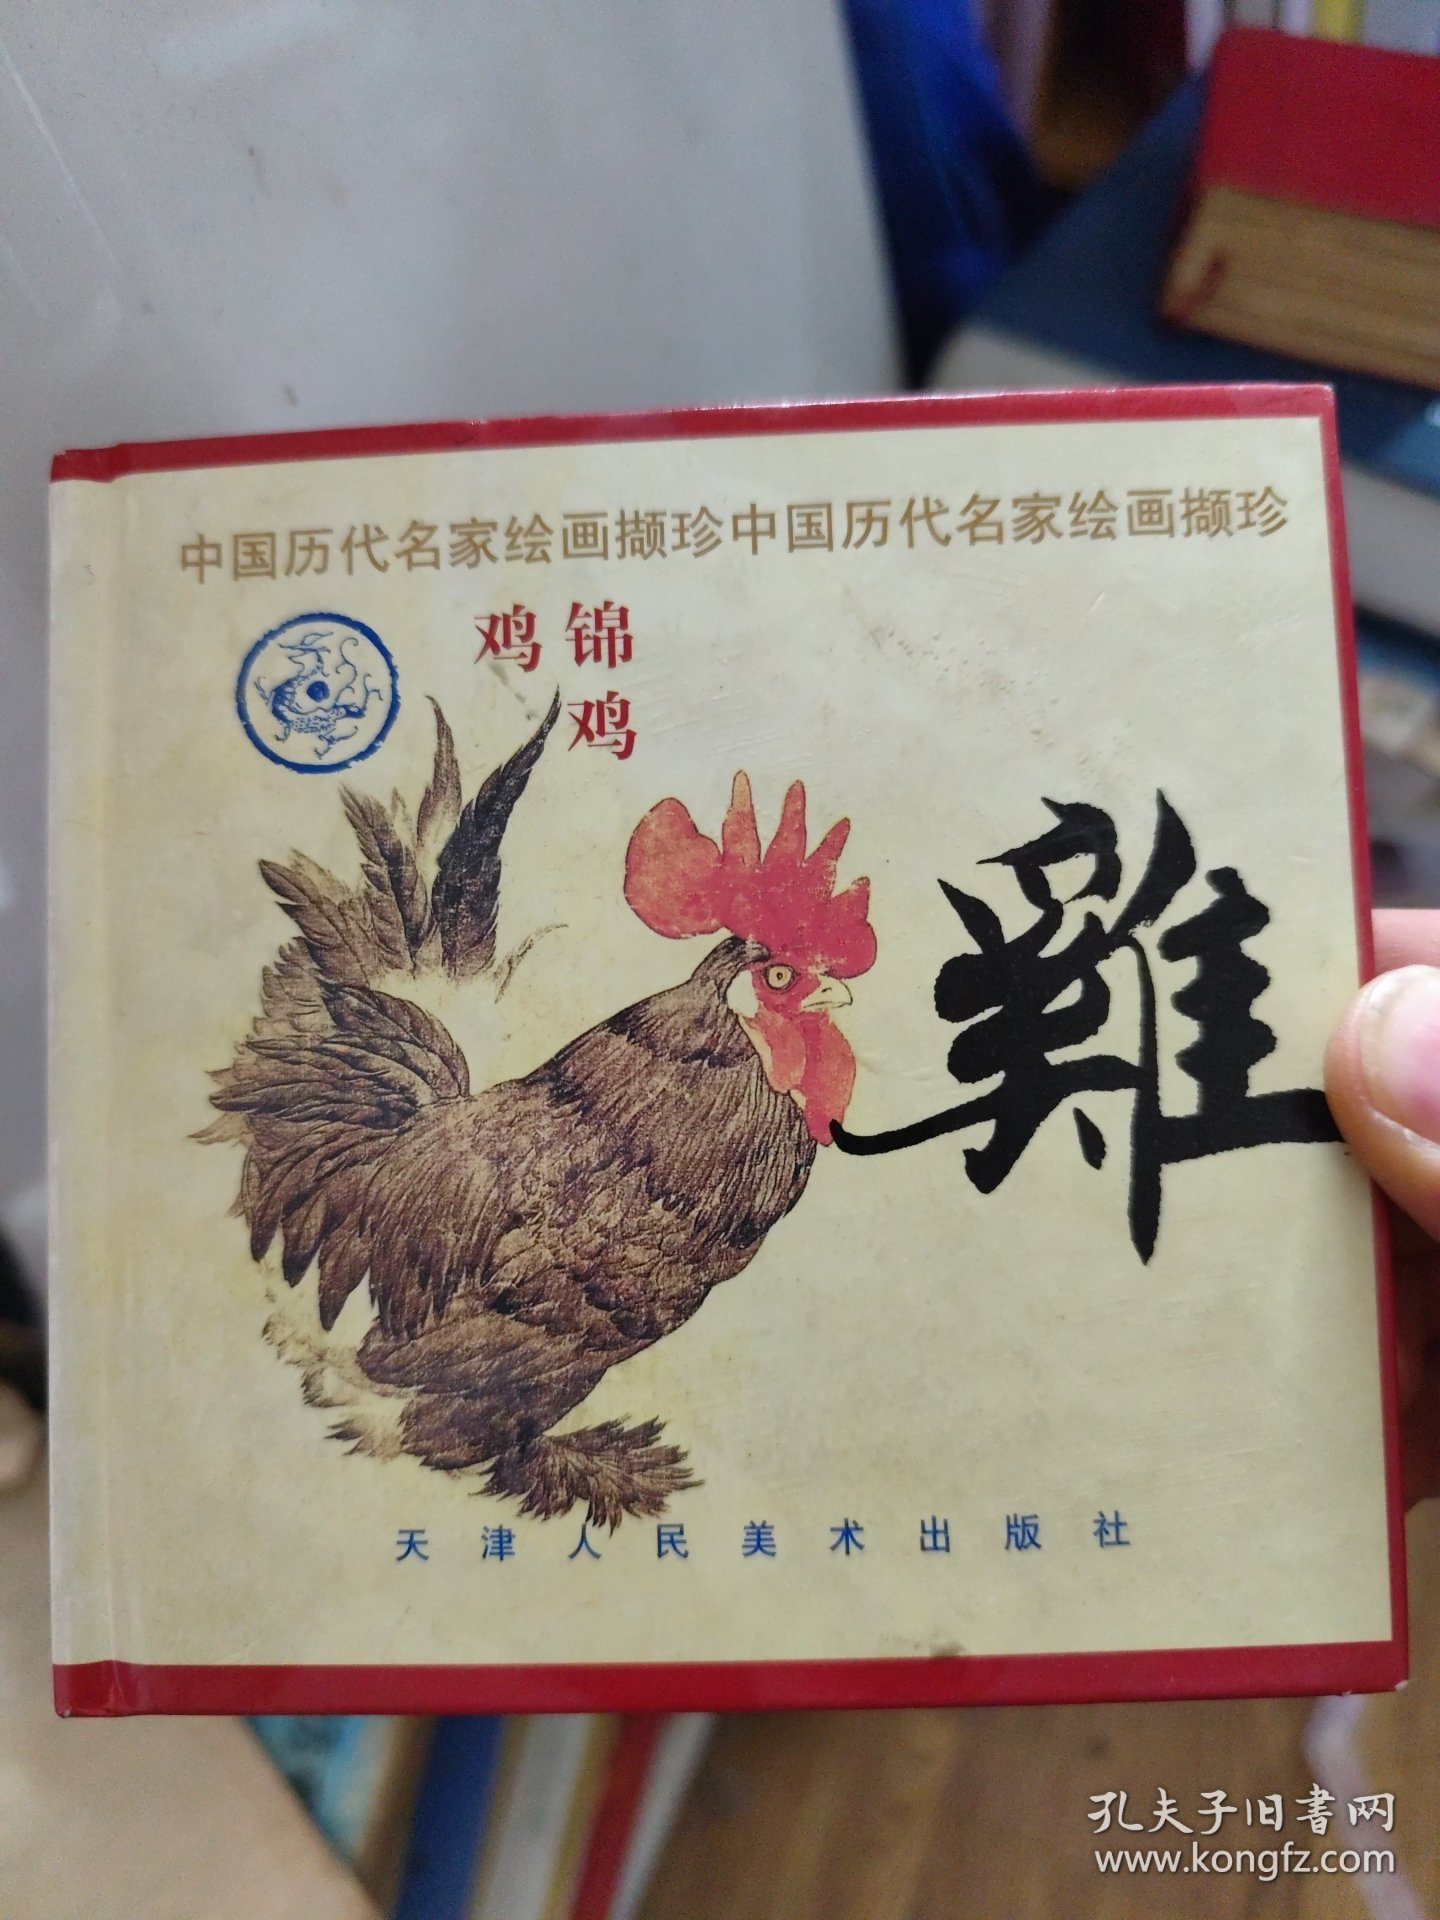 中国历代名家绘画撷珍中国历代名家绘画撷珍
锦鸡
鸡
雞
天津人民美术出版社
孔夫子旧書网
www.kongfz.com